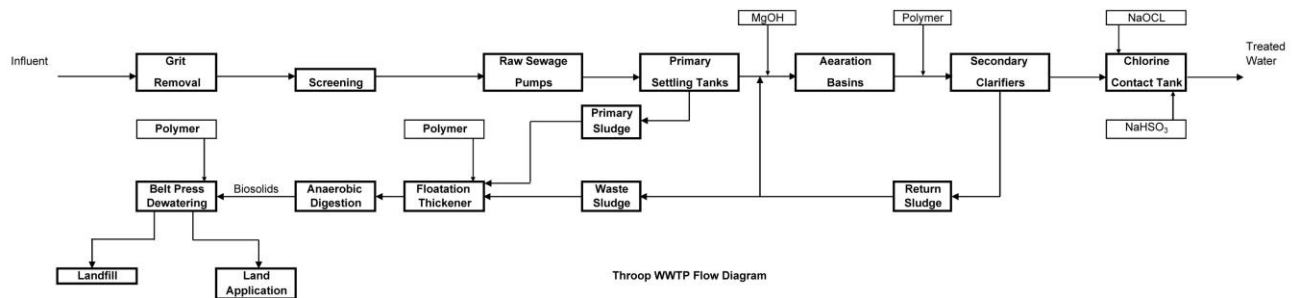 MgOH
Polymer
NaOCL
Influent
Grit
Removal
Screening
Raw Sewage
Pumps
Primary
Settling Tanks
Aearation
Basins
Secondary
Clarifiers
Chlorine
Contact Tank
Treated
Water
Primary
Sludge
NaHSO₃
Polymer
Polymer
Belt Press
Dewatering
Biosolids
Anaerobic
Digestion
Floatation
Thickener
Waste
Sludge
Return
Sludge
Landfill
Land
Application
Throop WWTP Flow Diagram